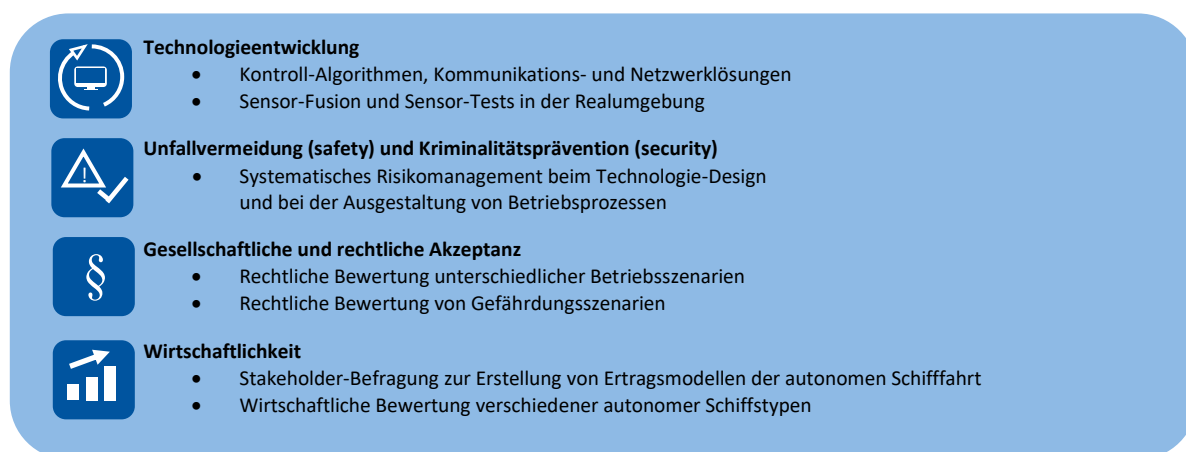 Technologieentwicklung
• Kontroll-Algorithmen, Kommunikations- und Netzwerklösungen
• Sensor-Fusion und Sensor-Tests in der Realumgebung
Unfallvermeidung (safety) und Kriminalitätsprävention (security)
• Systematisches Risikomanagement beim Technologie-Design
und bei der Ausgestaltung von Betriebsprozessen
Gesellschaftliche und rechtliche Akzeptanz
§
• Rechtliche Bewertung unterschiedlicher Betriebsszenarien
• Rechtliche Bewertung von Gefährdungsszenarien
Wirtschaftlichkeit
• Stakeholder-Befragung zur Erstellung von Ertragsmodellen der autonomen Schifffahrt
• Wirtschaftliche Bewertung verschiedener autonomer Schiffstypen